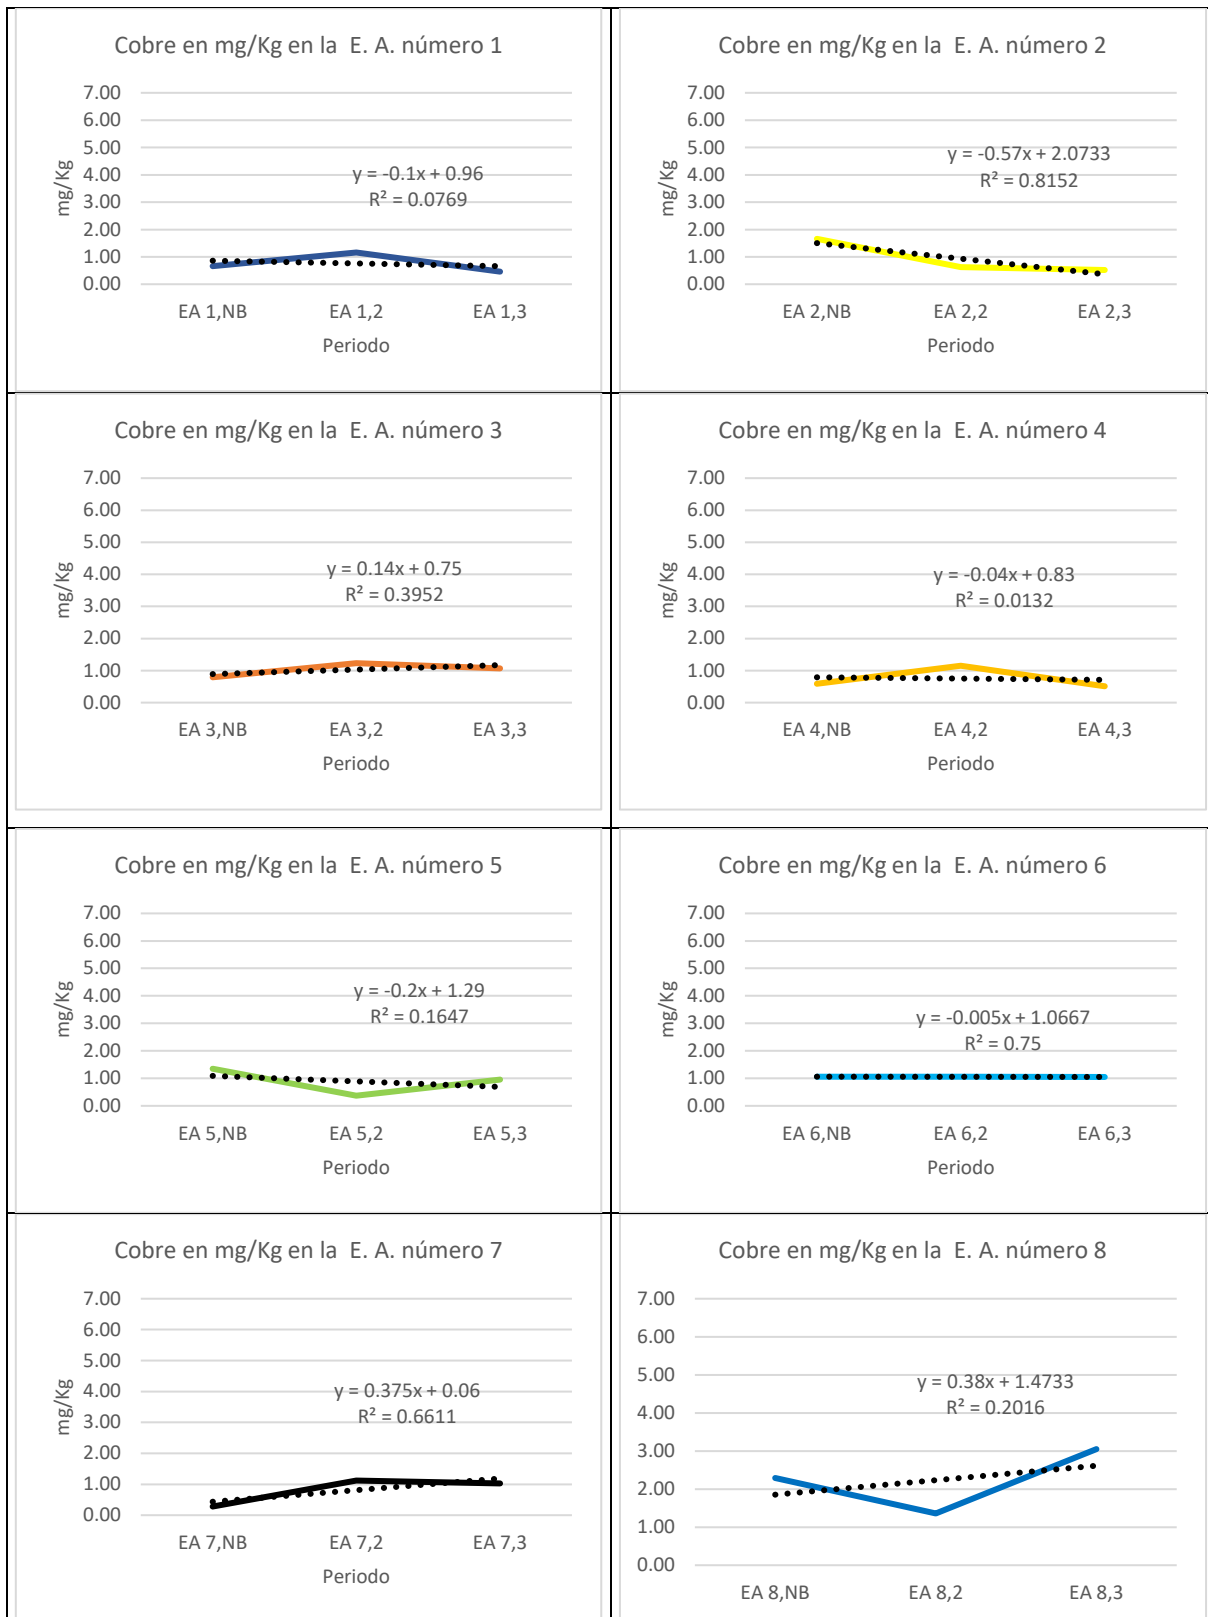 Cobre en mg/Kg en la E. A. número 1
7.00
6.00
5.00
4.00
3.00
2.00
1.00
0.00
mg/Kg
y = -0.1x + 0.96
R² = 0.0769
EA 1,NB EA 1,2 EA 1,3
Periodo
Cobre en mg/Kg en la E. A. número 2
7.00
6.00
5.00
4.00
3.00
2.00
1.00
0.00
mg/Kg
y = -0.57x + 2.0733
R² = 0.8152
EA 2,NB EA 2,2 EA 2,3
Periodo
Cobre en mg/Kg en la E. A. número 3
7.00
6.00
5.00
4.00
3.00
2.00
1.00
0.00
mg/Kg
y = 0.14x + 0.75
R² = 0.3952
EA 3,NB EA 3,2 EA 3,3
Periodo
Cobre en mg/Kg en la E. A. número 4
7.00
6.00
5.00
4.00
3.00
2.00
1.00
0.00
mg/Kg
y = -0.04x + 0.83
R² = 0.0132
EA 4,NB EA 4,2 EA 4,3
Periodo
Cobre en mg/Kg en la E. A. número 5
7.00
6.00
5.00
4.00
3.00
2.00
1.00
0.00
mg/Kg
y = -0.2x + 1.29
R² = 0.1647
EA 5,NB EA 5,2 EA 5,3
Periodo
Cobre en mg/Kg en la E. A. número 6
7.00
6.00
5.00
4.00
3.00
2.00
1.00
0.00
mg/Kg
y = -0.005x + 1.0667
R² = 0.75
EA 6,NB EA 6,2 EA 6,3
Periodo
Cobre en mg/Kg en la E. A. número 7
7.00
6.00
5.00
4.00
3.00
2.00
1.00
0.00
mg/Kg
y = 0.375x + 0.06
R² = 0.6611
EA 7,NB EA 7,2 EA 7,3
Periodo
Cobre en mg/Kg en la E. A. número 8
7.00
6.00
5.00
4.00
3.00
2.00
1.00
0.00
y = 0.38x + 1.4733
R² = 0.2016
EA 8,NB EA 8,2 EA 8,3